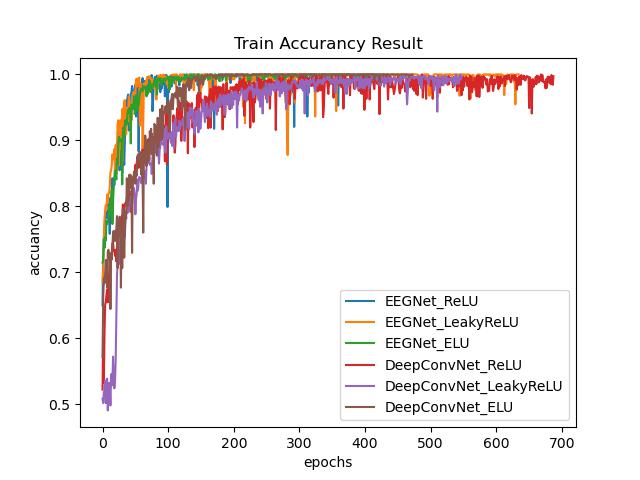 Train Accurancy Result
1.0
0.9
0.8
0.7
0.6
0.5
accuancy
EEGNet_ReLU
EEGNet_LeakyReLU
EEGNet_ELU
DeepConvNet_ReLU
DeepConvNet_LeakyReLU
DeepConvNet_ELU
0 100 200 300 400 500 600 700
epochs